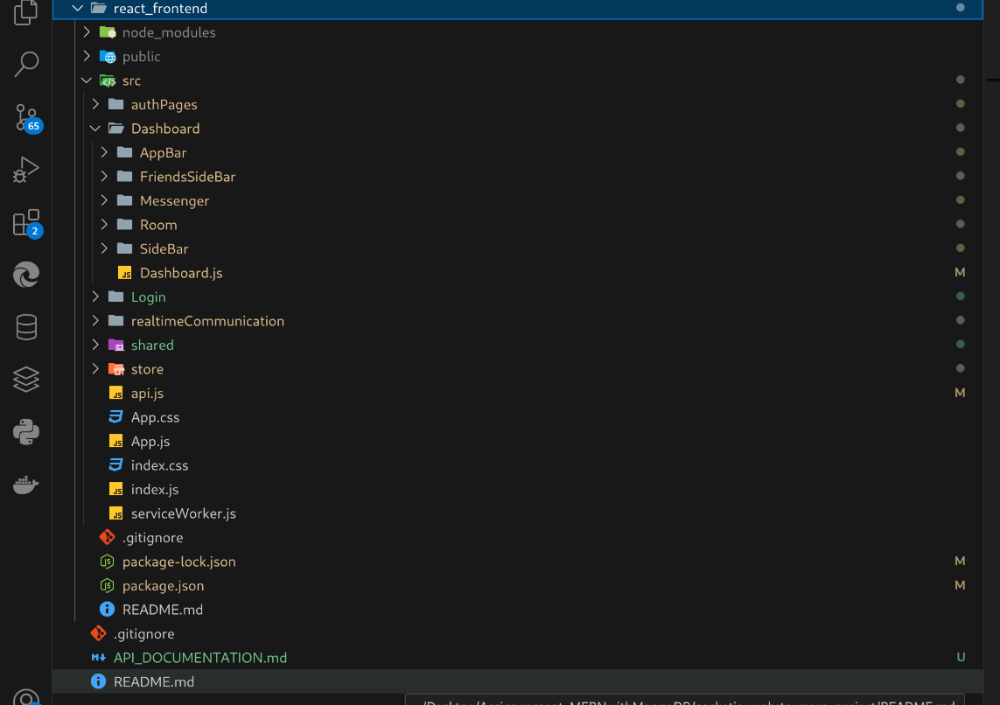 react_frontend
node_modules
public
src
authPages
65
Dashboard
AppBar
FriendsSideBar
Messenger
Room
2
SideBar
Dashboard.js M
Login
realtimeCommunication
shared
store
api.js M
App.css
App.js
index.css
index.js
serviceWorker.js
.gitignore
package-lock.json M
package.json M
README.md
.gitignore
API_DOCUMENTATION.md U
README.md